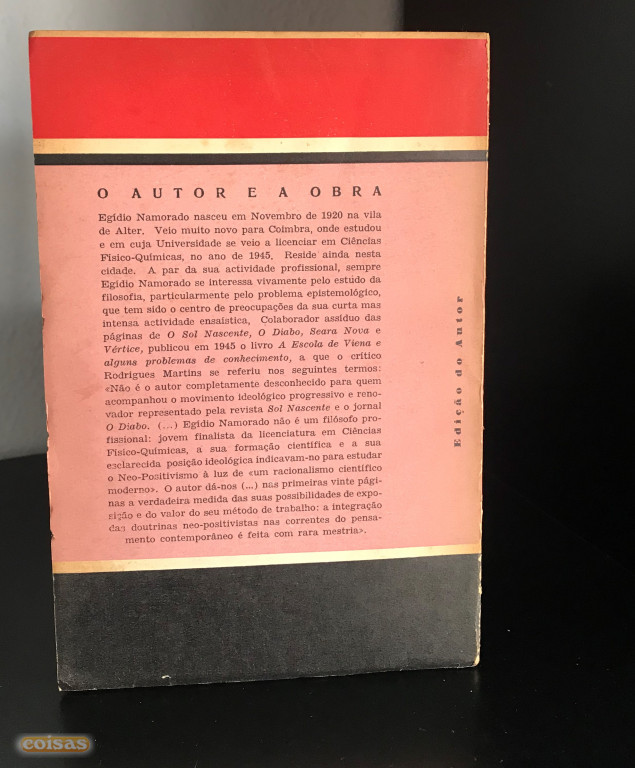 O AUTOR E A OBRA
Egídio Namorado nasceu em Novembro de 1920 na vila
de Alter. Veio muito novo para Coimbra, onde estudou
e em cuja Universidade se veio a licenciar em Ciências
Físico-Químicas, no ano de 1945. Reside ainda nesta
cidade. A par da sua actividade profissional, sempre
Egídio Namorado se interessa vivamente pelo estudo da
filosofia, particularmente pelo problema epistemológico,
que tem sido o centro de preocupações da sua curta mas
intensa actividade ensaística, Colaborador assíduo das
páginas de O Sol Nascente, O Diabo, Seara Nova e
Vértice, publicou em 1945 o livro A Escola de Viena e
alguns problemas de conhecimento, a que o crítico
Rodrigues Martins se referiu nos seguintes termos:
«Não é o autor completamente desconhecido para quem
acompanhou o movimento ideológico progressivo e reno-
vador representado pela revista Sol Nascente e o jornal
O Diabo. (...) Egídio Namorado não é um filósofo pro-
fissional: jovem finalista da licenciatura em Ciências
Físico-Químicas, a sua formação científica e a sua
esclarecida posição ideológica indicavam-no para estudar
o Neo-Positivismo à luz de «um racionalismo científico
moderno». O autor dá-nos (...) nas primeiras vinte pági-
nas a verdadeira medida das suas possibilidades de expo-
sição e do valor do seu método de trabalho: a integração
das doutrinas neo-positivistas nas correntes do pensa-
mento contemporâneo é feita com rara mestria».
Edição do Autor
coisas